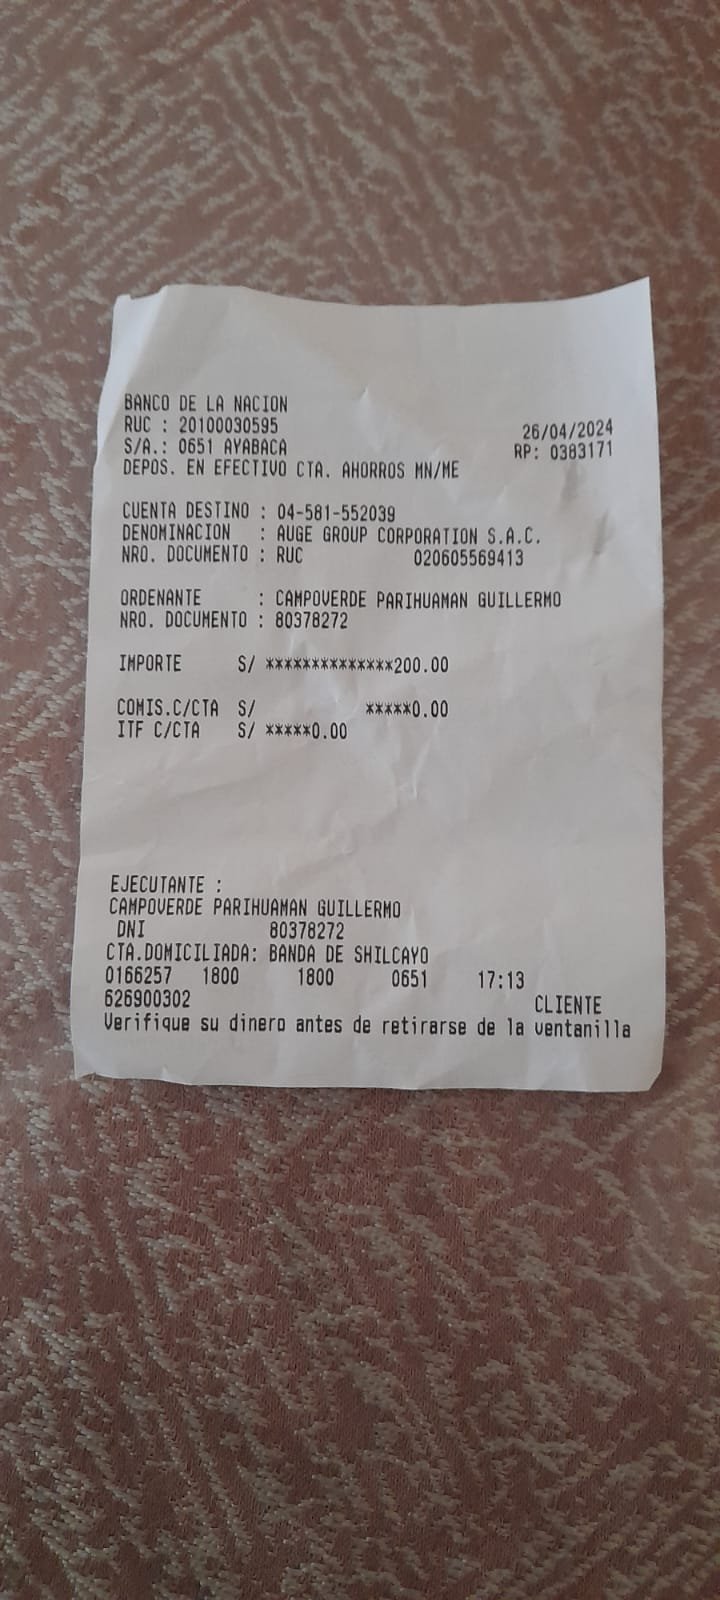 BANCO DE LA NACION
RUC : 20100030595 26/04/2024
S/A.: 0651 AYABACA RP: 0383171
DEPOS. EN EFECTIVO CTA. AHORROS MN/ME
CUENTA DESTINO : 04-581-552039
DENOMINACION : AUGE GROUP CORPORATION S.A.C.
NRO. DOCUMENTO : RUC 020605569413
ORDENANTE : CAMPOVERDE PARIHUAMAN GUILLERMO
NRO. DOCUMENTO : 80378272
IMPORTE S/ **************200.00
COMIS.C/CTA S/ *****0.00
ITF C/CTA S/ *****0.00
EJECUTANTE :
CAMPOVERDE PARIHUAMAN GUILLERMO
DNI 80378272
CTA.DOMICILIADA: BANDA DE SHILCAYO
0166257 1800 1800 0651 17:13
626900302 CLIENTE
Verifique su dinero antes de retirarse de la ventanilla